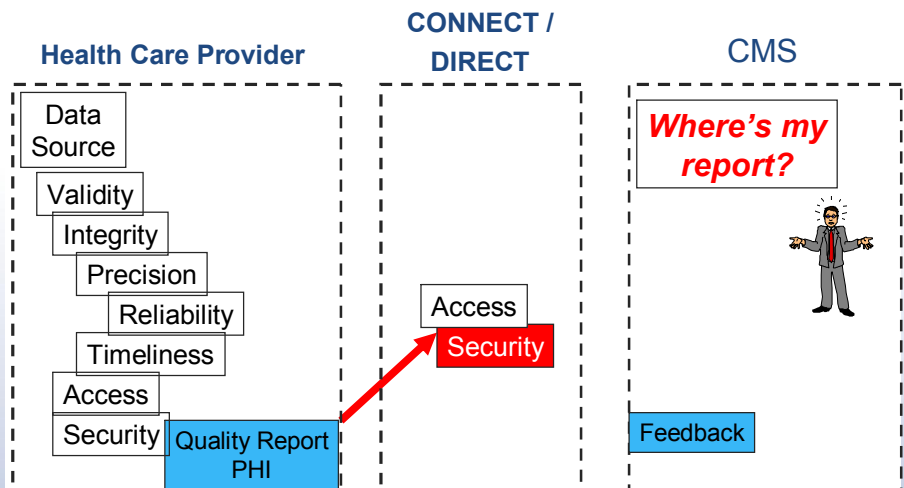 Health Care Provider
CONNECT /
DIRECT
CMS
Data
Source
Validity
Integrity
Precision
Reliability
Timeliness
Access
Security
Quality Report
PHI
Access
Security
Where's my
report?
Feedback